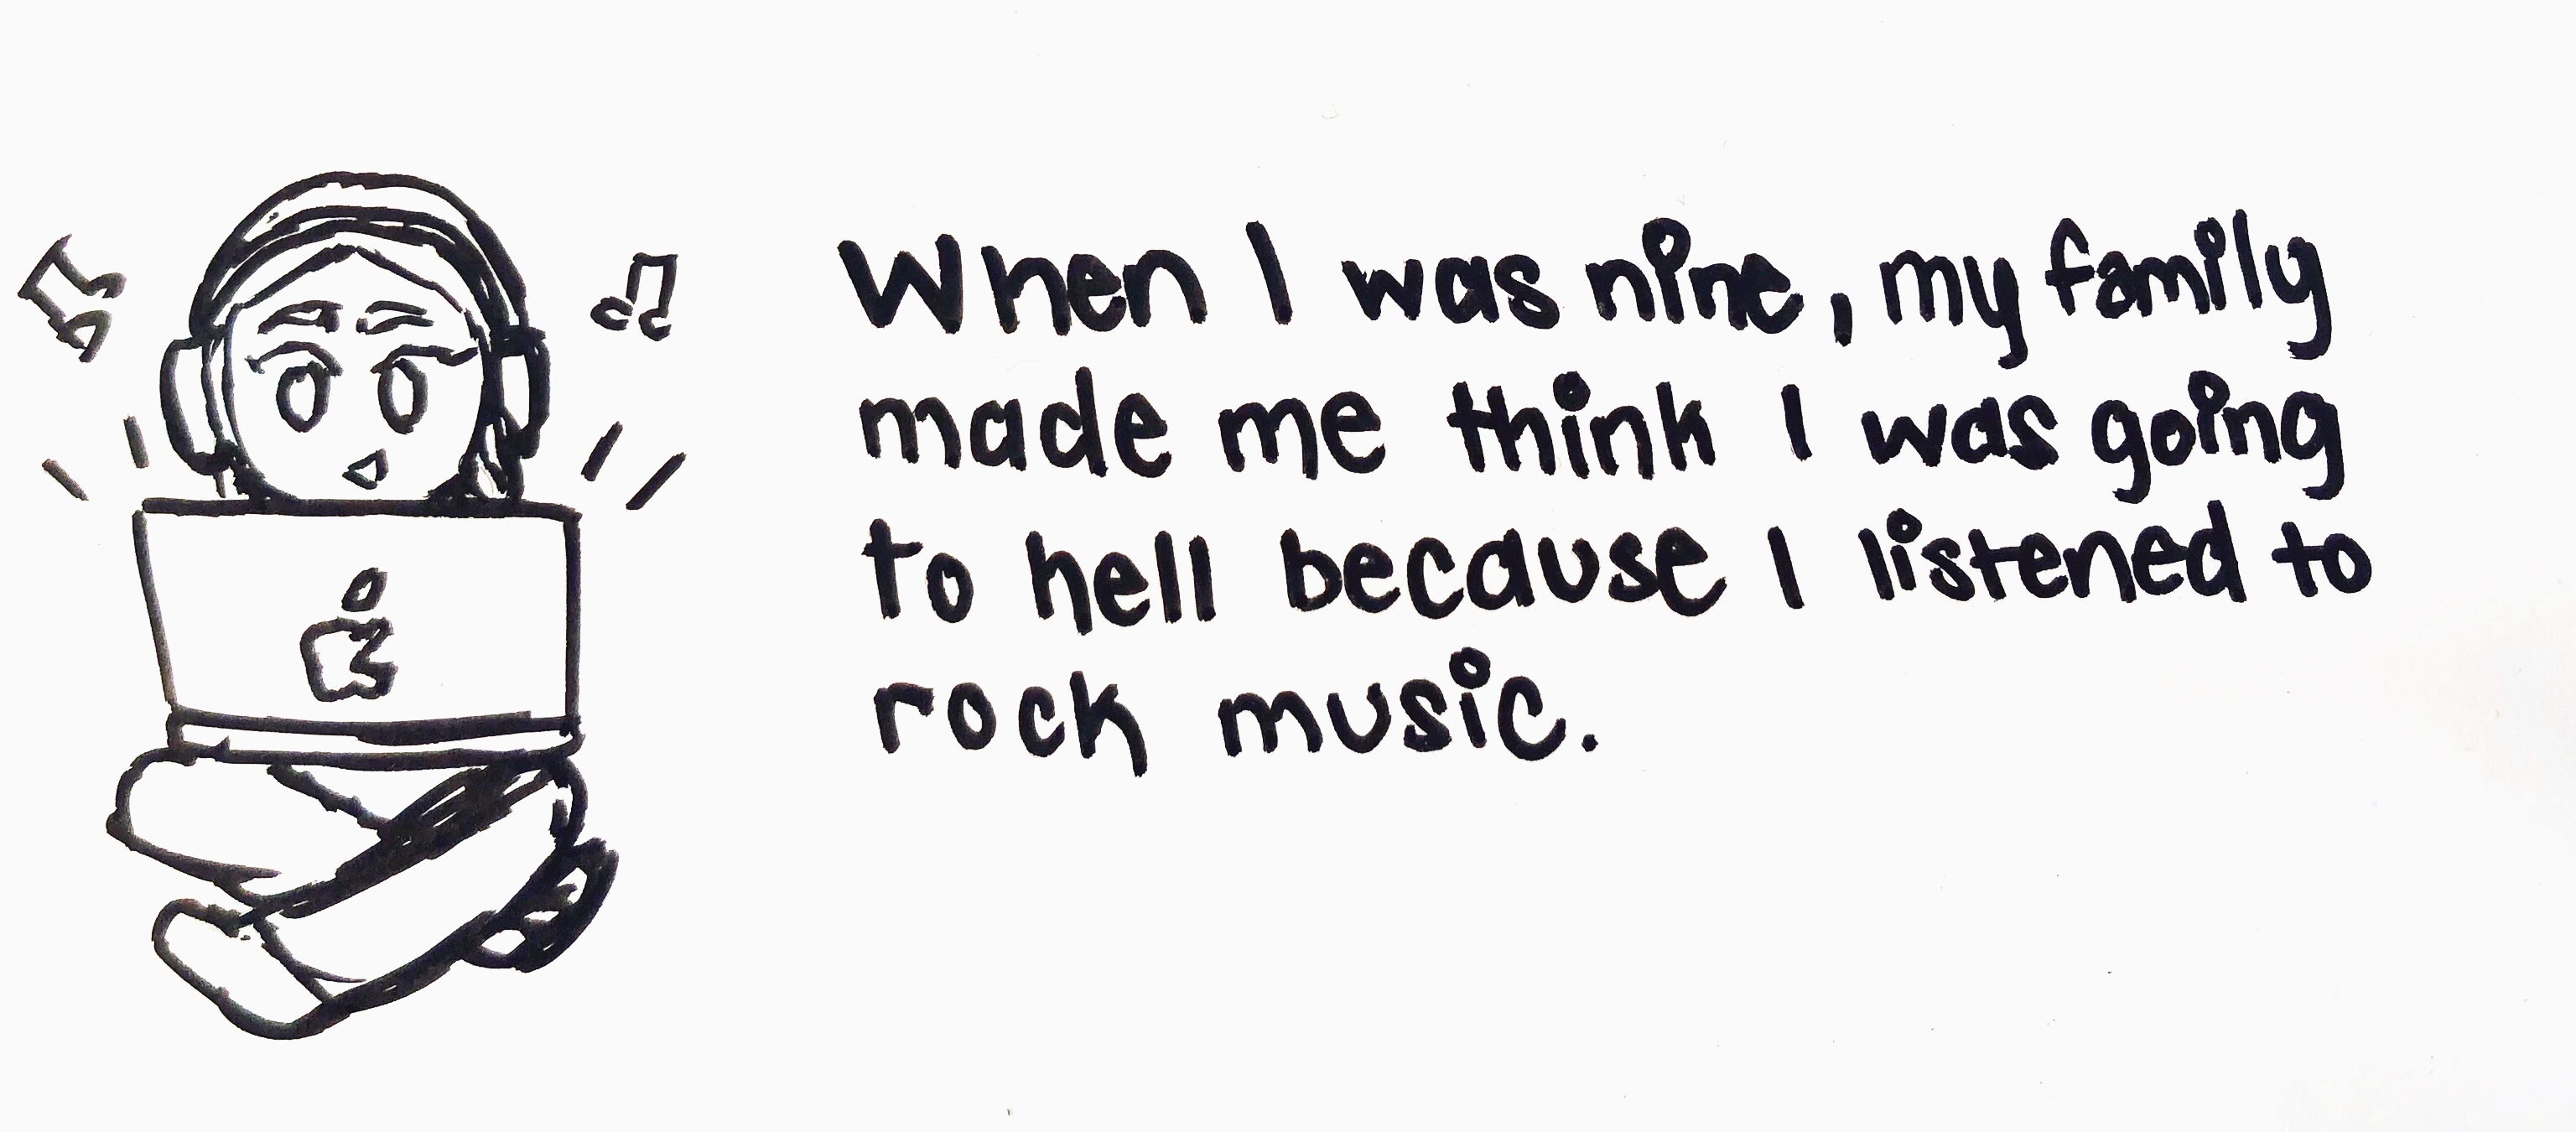 When I was nine, my family
made me think I was going
to hell because I listened to
rock music.